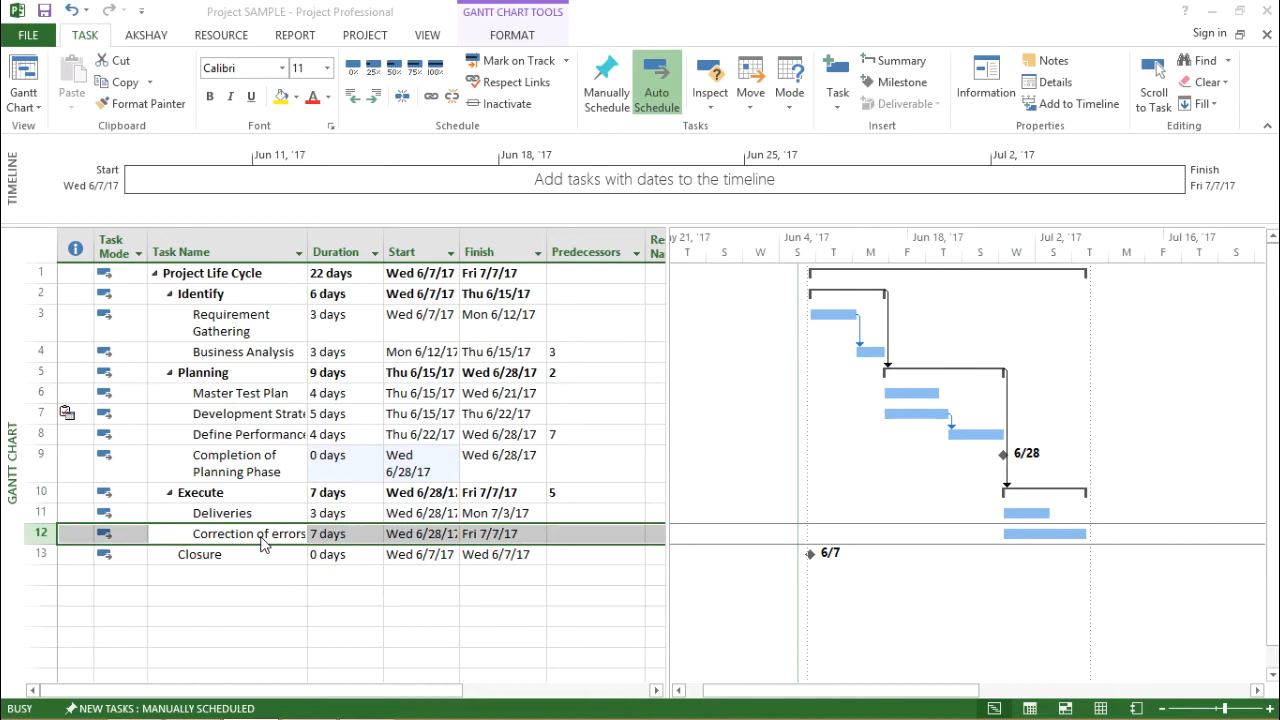 Project SAMPLE - Project Professional
GANTT CHART TOOLS
Sign in
FILE TASK AKSHAY RESOURCE REPORT PROJECT VIEW FORMAT
Gantt Chart
View
Paste
Cut
Copy
Format Painter
Clipboard
Calibri 11
B I U A
Font
0% 25% 50% 75% 100%
Mark on Track
Respect Links
Inactivate
Schedule
Manually Schedule
Auto Schedule
Inspect
Move
Mode
Tasks
Task
Summary
Milestone
Deliverable
Insert
Information
Notes
Details
Add to Timeline
Properties
Scroll to Task
Find
Clear
Fill
Editing
TIMELINE
Jun 11, '17 Jun 18, '17 Jun 25, '17 Jul 2, '17
Start
Wed 6/7/17
Add tasks with dates to the timeline
Finish
Fri 7/7/17
GANTT CHART
Task Mode Task Name Duration Start Finish Predecessors
1 Project Life Cycle 22 days Wed 6/7/17 Fri 7/7/17
2 Identify 6 days Wed 6/7/17 Thu 6/15/17
3 Requirement Gathering 3 days Wed 6/7/17 Mon 6/12/17
4 Business Analysis 3 days Mon 6/12/17 Thu 6/15/17 3
5 Planning 9 days Thu 6/15/17 Wed 6/28/17 2
6 Master Test Plan 4 days Thu 6/15/17 Wed 6/21/17
7 Development Strate 5 days Thu 6/15/17 Thu 6/22/17
8 Define Performance 4 days Thu 6/22/17 Wed 6/28/17 7
9 Completion of Planning Phase 0 days Wed 6/28/17 Wed 6/28/17
10 Execute 7 days Wed 6/28/17 Fri 7/7/17 5
11 Deliveries 3 days Wed 6/28/17 Mon 7/3/17
12 Correction of errors 7 days Wed 6/28/17 Fri 7/7/17
13 Closure 0 days Wed 6/7/17 Wed 6/7/17
21, '17 Jun 4, '17 Jun 18, '17 Jul 2, '17 Jul 16, '17
T S W S T M F T S W S T M F T S
6/28
6/7
BUSY NEW TASKS : MANUALLY SCHEDULED